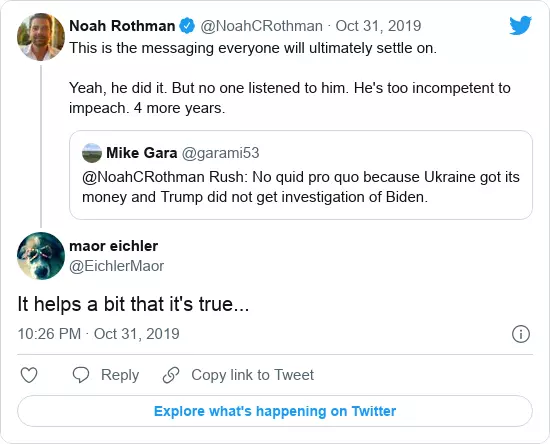 Noah Rothman @NoahCRothman · Oct 31, 2019
This is the messaging everyone will ultimately settle on.
Yeah, he did it. But no one listened to him. He's too incompetent to
impeach. 4 more years.
Mike Gara @garami53
@NoahCRothman Rush: No quid pro quo because Ukraine got its
money and Trump did not get investigation of Biden.
maor eichler
@EichlerMaor
It helps a bit that it's true...
10:26 PM · Oct 31, 2019
Reply
Copy link to Tweet
Explore what's happening on Twitter